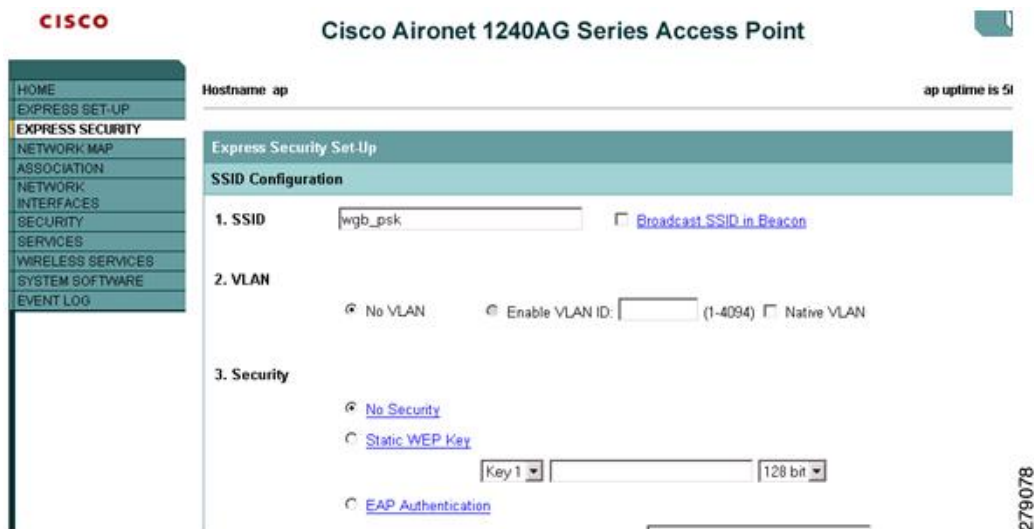 CISCO
Cisco Aironet 1240AG Series Access Point
HOME
EXPRESS SET-UP
EXPRESS SECURITY
NETWORK MAP
ASSOCIATION
NETWORK
INTERFACES
SECURITY
SERVICES
WIRELESS SERVICES
SYSTEM SOFTWARE
EVENT LOG
Hostname ap
ap uptime is 5
Express Security Set-Up
SSID Configuration
1. SSID wgb_psk Broadcast SSID in Beacon
2. VLAN
No VLAN Enable VLAN ID: (1-4094) Native VLAN
3. Security
No Security
Static WEP Key
Key 1 128 bit
EAP Authentication
279078